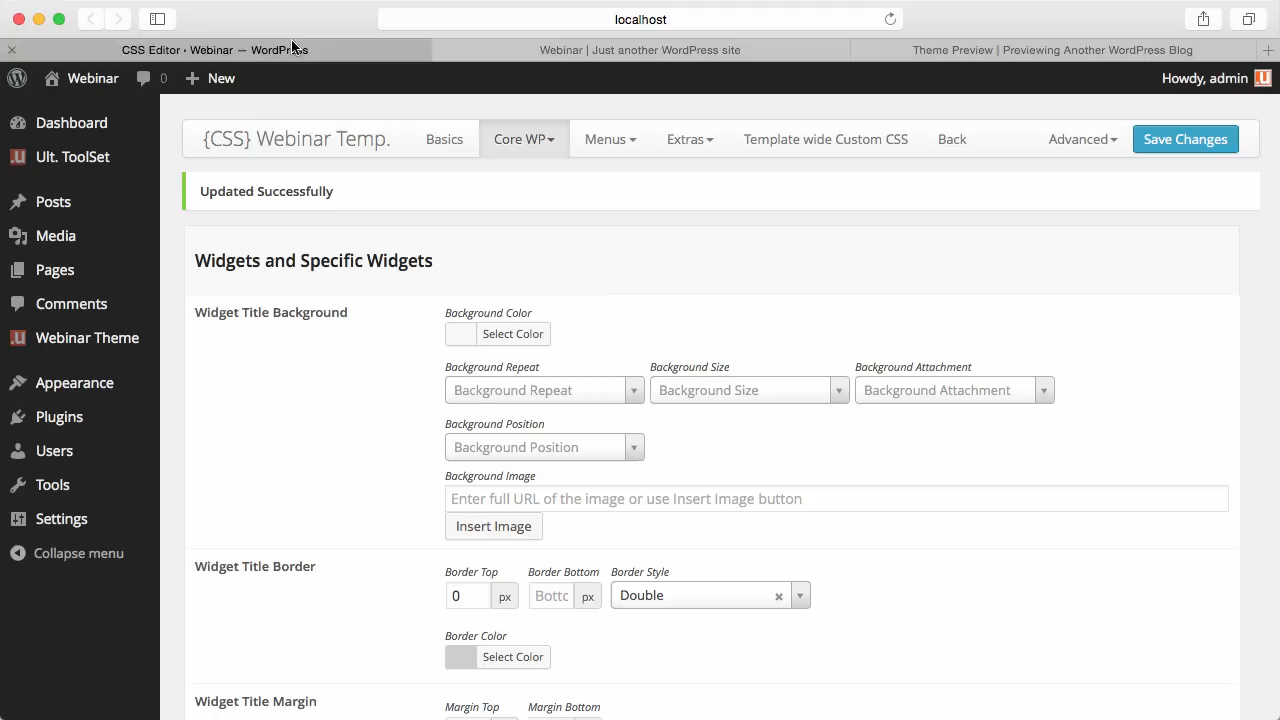 localhost
CSS Editor ‹ Webinar — WordPress
Webinar | Just another WordPress site
Theme Preview | Previewing Another WordPress Blog
Webinar 0 New
Howdy, admin
Dashboard
Ult. ToolSet
Posts
Media
Pages
Comments
Webinar Theme
Appearance
Plugins
Users
Tools
Settings
Collapse menu
{CSS} Webinar Temp. Basics Core WP Menus Extras Template wide Custom CSS Back Advanced Save Changes
Updated Successfully
Widgets and Specific Widgets
Widget Title Background
Background Color
Select Color
Background Repeat Background Size Background Attachment
Background Repeat Background Size Background Attachment
Background Position
Background Position
Background Image
Enter full URL of the image or use Insert Image button
Insert Image
Widget Title Border
Border Top Border Bottom Border Style
0 px Botto px Double
Border Color
Select Color
Widget Title Margin
Margin Top Margin Bottom